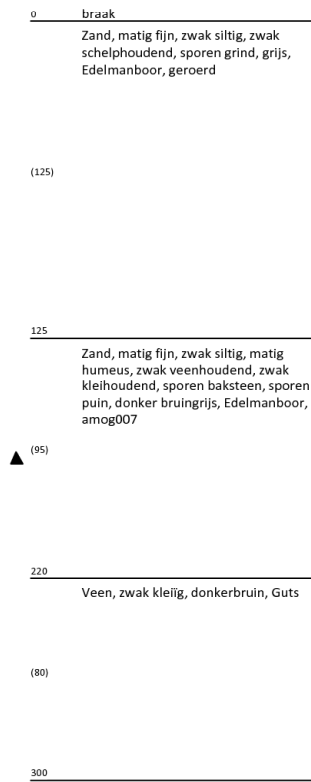 0 braak
Zand, matig fijn, zwak siltig, zwak
schelphoudend, sporen grind, grijs,
Edelmanboor, geroerd
(125)
125
Zand, matig fijn, zwak siltig, matig
humeus, zwak veenhoudend, zwak
kleihoudend, sporen baksteen, sporen
puin, donker bruingrijs, Edelmanboor,
amog007
(95)
220
Veen, zwak kleiïg, donkerbruin, Guts
(80)
300